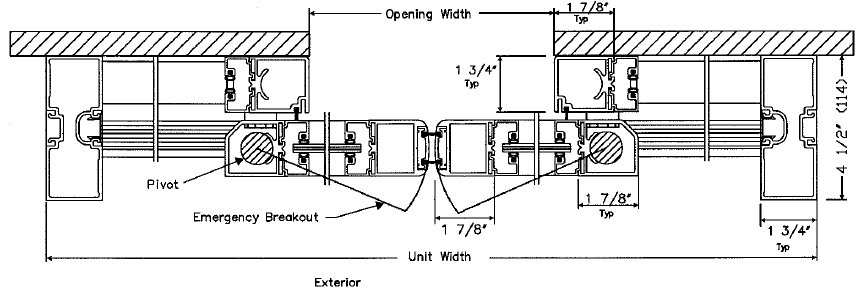 Opening Width
1 7/8"
Typ
1 3/4"
Typ
4 1/2" (114)
Pivot
Emergency Breakout
1 7/8"
1 7/8"
Typ
1 3/4"
Typ
Unit Width
Exterior